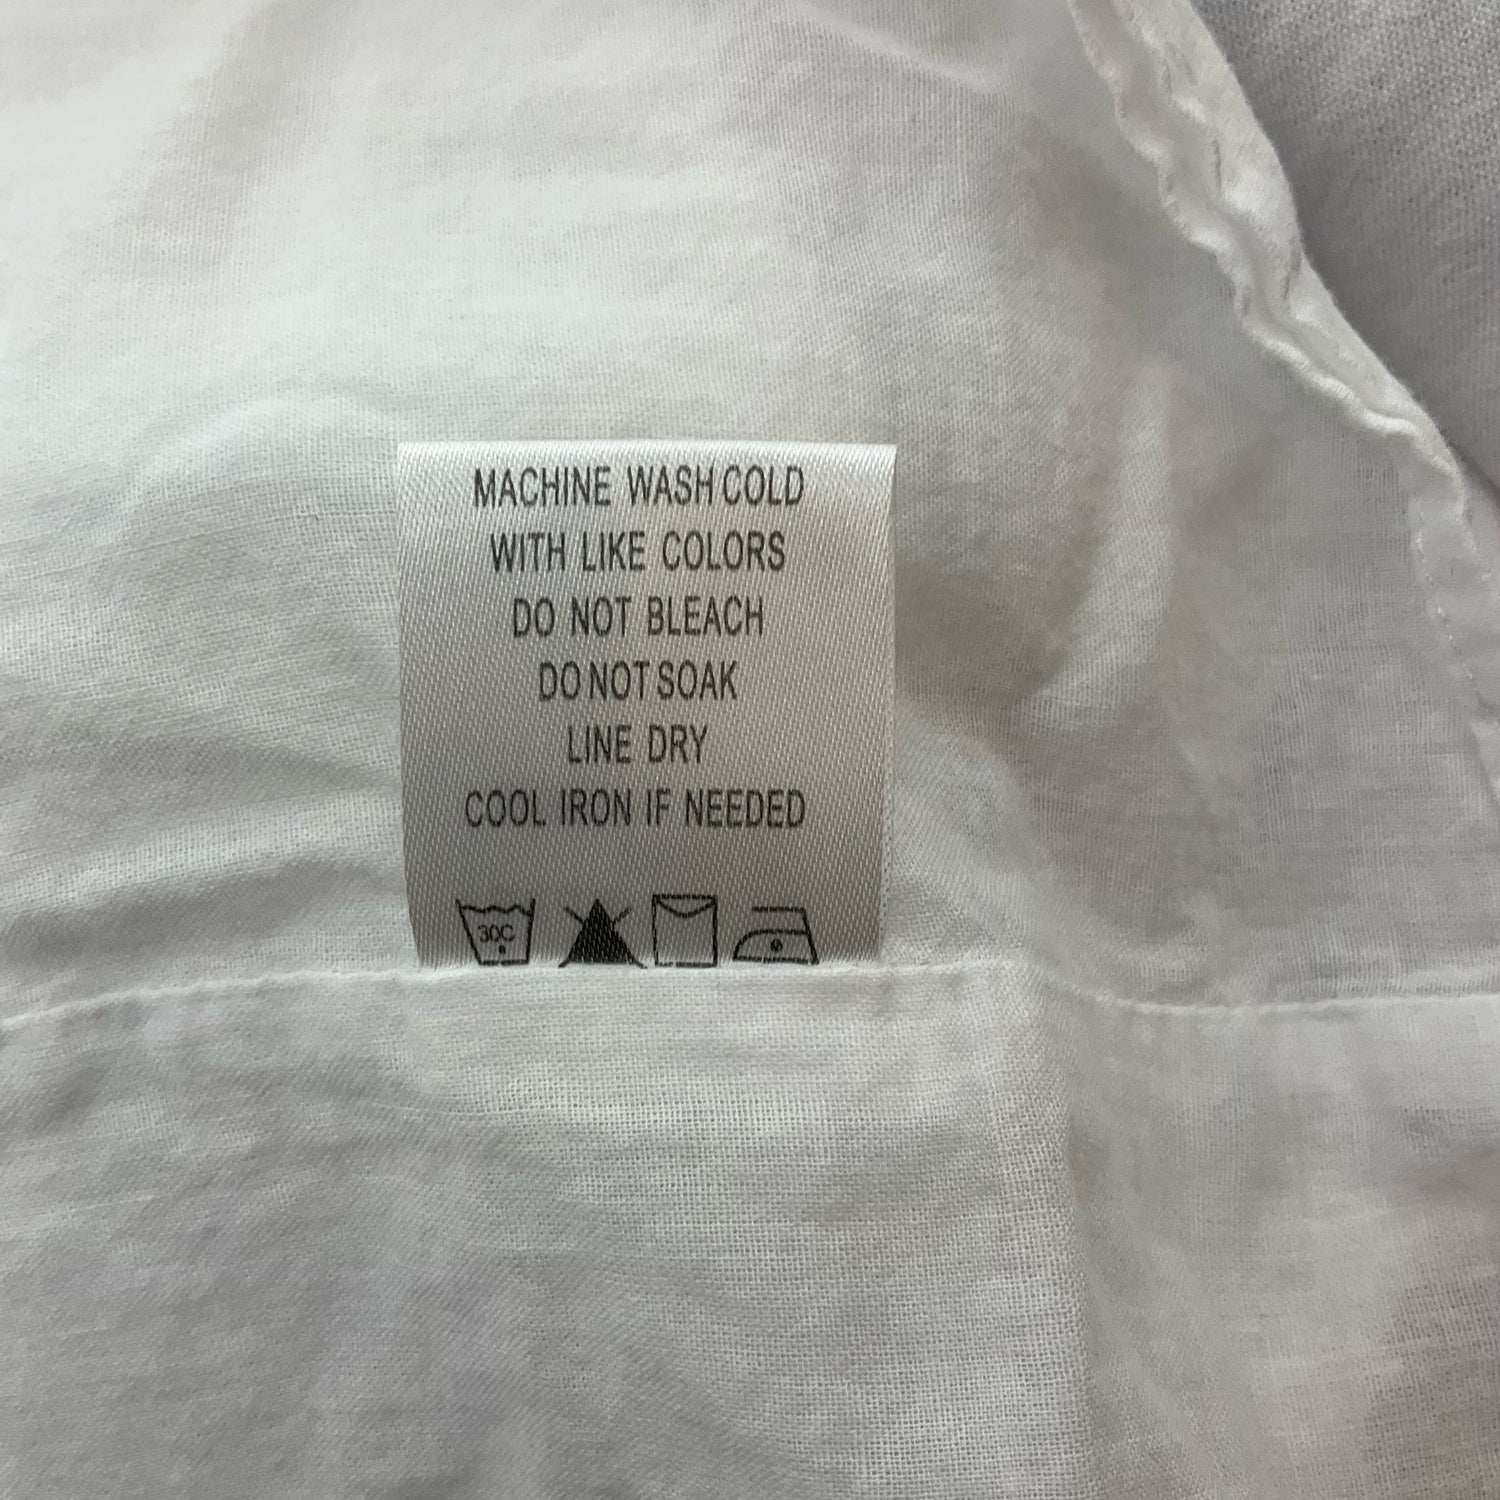 MACHINE WASH COLD
WITH LIKE COLORS
DO NOT BLEACH
DO NOT SOAK
LINE DRY
COOL IRON IF NEEDED
30C